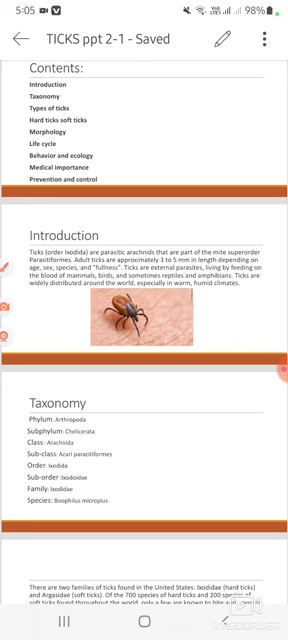 5:05
98%
TICKS ppt 2-1 - Saved
Contents:
Introduction
Taxonomy
Types of ticks
Hard ticks soft ticks
Morphology
Life cycle
Behavior and ecology
Medical importance
Prevention and control
Introduction
Ticks (order Ixodida) are parasitic arachnids that are part of the mite superorder
Parasitiformes. Adult ticks are approximately 3 to 5 mm in length depending on
age, sex, species, and "fullness". Ticks are external parasites, living by feeding on
the blood of mammals, birds, and sometimes reptiles and amphibians. Ticks are
widely distributed around the world, especially in warm, humid climates.
Taxonomy
Phylum: Arthropoda
Subphylum: Chelicerata
Class: Arachnida
Sub-class: Acari paracitiformes
Order: Ixodida
Sub-order :Ixodoidae
Family: Ixodidae
Species: Boophilus microplus
There are two families of ticks found in the United States: Ixodidae (hard ticks)
and Argasidae (soft ticks). Of the 700 species of hard ticks and 200 species of
soft ticks found throughout the world, only a few are known to bite and